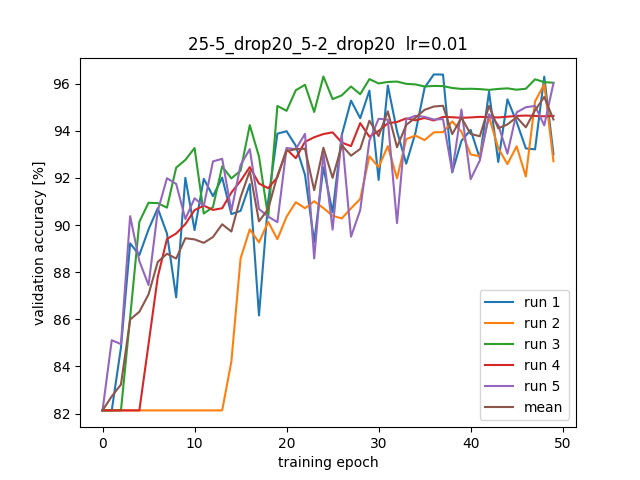 25-5_drop20_5-2_drop20  lr=0.01
validation accuracy [%]
96
94
92
90
88
86
84
82
0
10
20
30
40
50
training epoch
run 1
run 2
run 3
run 4
run 5
mean